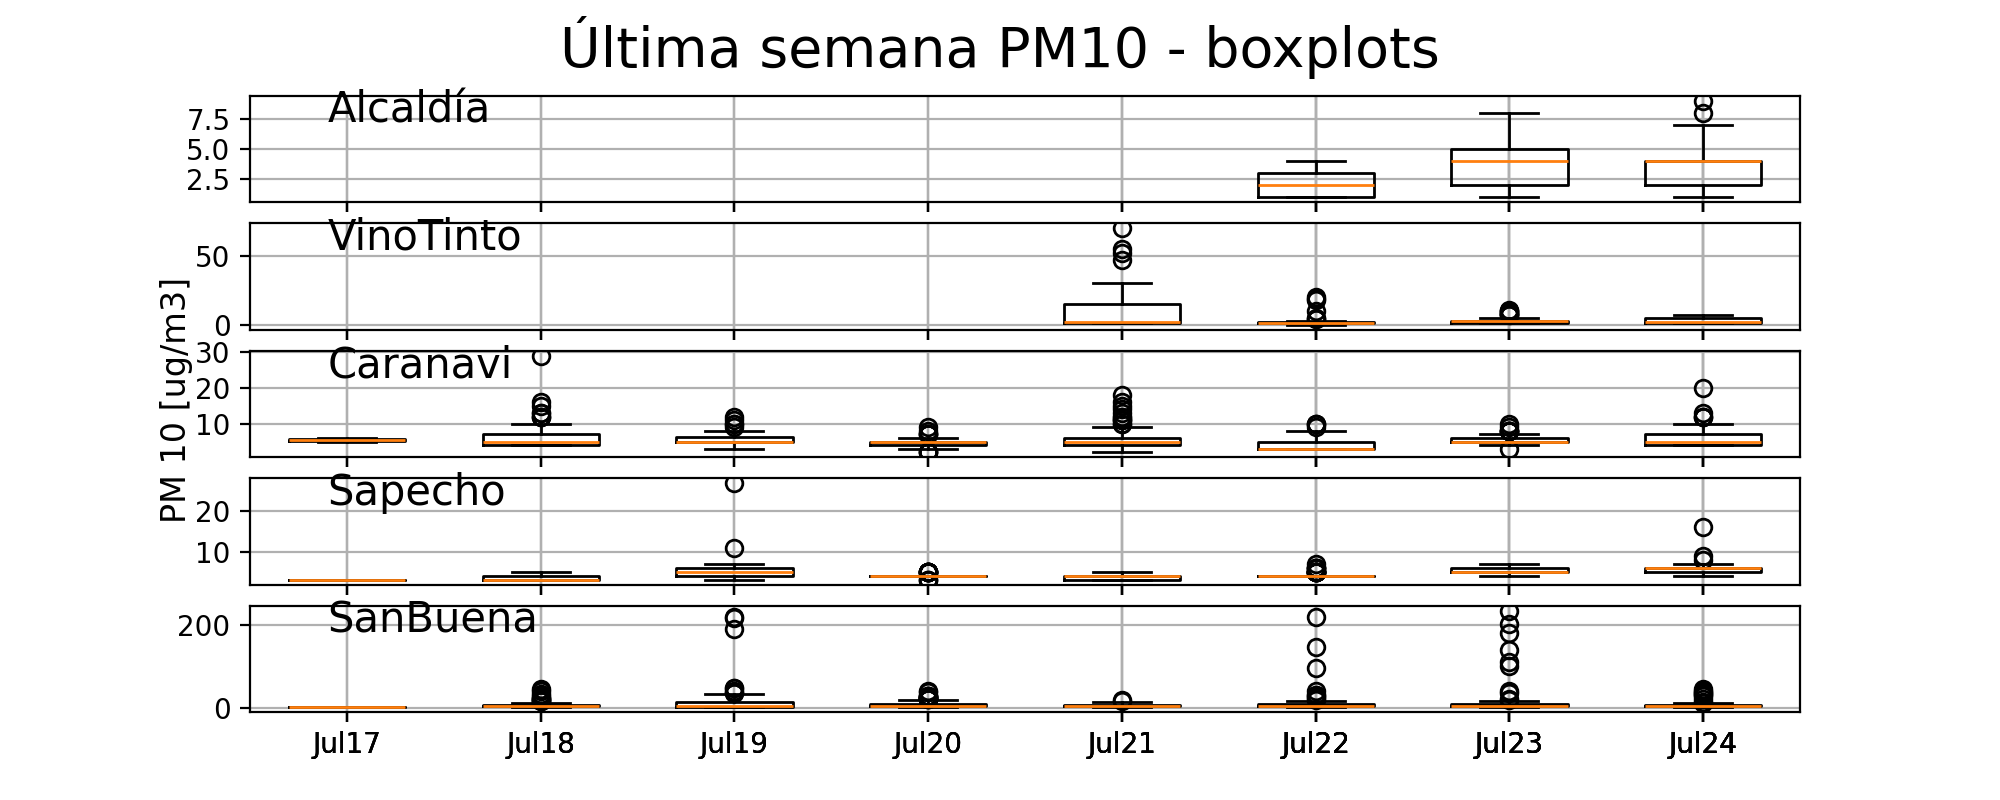 Última semana PM10 - boxplots
Alcaldía
7.5
5.0
2.5
VinoTinto
50
0
PM 10 [ug/m3]
Caranavi
30
20
10
Sapecho
20
10
SanBuena
200
0
Jul17 Jul18 Jul19 Jul20 Jul21 Jul22 Jul23 Jul24